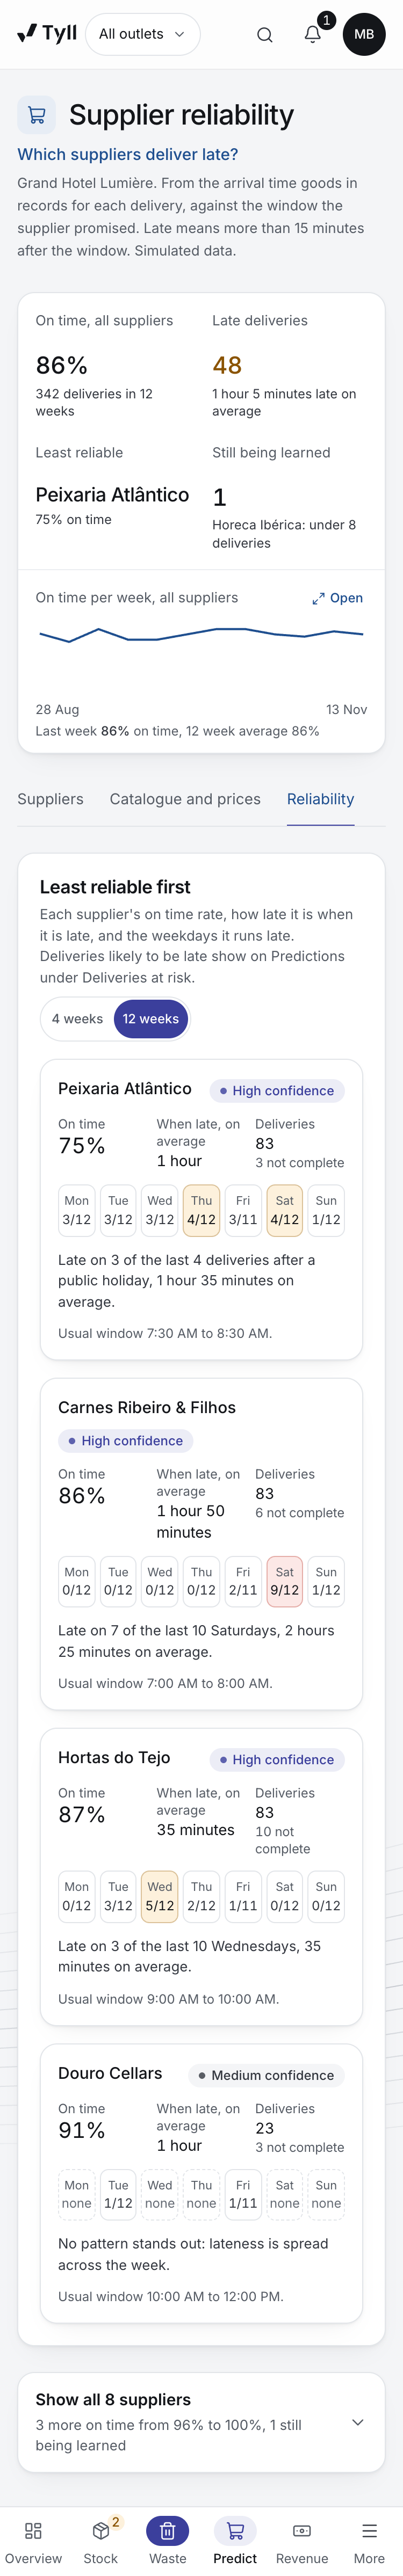 Tyll
All outlets
1
MB
Supplier reliability
Which suppliers deliver late?
Grand Hotel Lumière. From the arrival time goods in
records for each delivery, against the window the
supplier promised. Late means more than 15 minutes
after the window. Simulated data.
On time, all suppliers
86%
342 deliveries in 12
weeks
Late deliveries
48
1 hour 5 minutes late on
average
Least reliable
Peixaria Atlântico
75% on time
Still being learned
1
Horeca Ibérica: under 8
deliveries
On time per week, all suppliers
Open
28 Aug
13 Nov
Last week 86% on time, 12 week average 86%
Suppliers
Catalogue and prices
Reliability
Least reliable first
Each supplier's on time rate, how late it is when
it is late, and the weekdays it runs late.
Deliveries likely to be late show on Predictions
under Deliveries at risk.
4 weeks
12 weeks
Peixaria Atlântico
High confidence
On time
75%
When late, on
average
1 hour
Deliveries
83
3 not complete
Mon Tue Wed Thu Fri Sat Sun
3/12 3/12 3/12 4/12 3/11 4/12 1/12
Late on 3 of the last 4 deliveries after a
public holiday, 1 hour 35 minutes on
average.
Usual window 7:30 AM to 8:30 AM.
Carnes Ribeiro & Filhos
High confidence
On time
86%
When late, on
average
1 hour 50
minutes
Deliveries
83
6 not complete
Mon Tue Wed Thu Fri Sat Sun
0/12 0/12 0/12 0/12 2/11 9/12 1/12
Late on 7 of the last 10 Saturdays, 2 hours
25 minutes on average.
Usual window 7:00 AM to 8:00 AM.
Hortas do Tejo
High confidence
On time
87%
When late, on
average
35 minutes
Deliveries
83
10 not
complete
Mon Tue Wed Thu Fri Sat Sun
0/12 3/12 5/12 2/12 1/11 0/12 0/12
Late on 3 of the last 10 Wednesdays, 35
minutes on average.
Usual window 9:00 AM to 10:00 AM.
Douro Cellars
Medium confidence
On time
91%
When late, on
average
1 hour
Deliveries
23
3 not complete
Mon Tue Wed Thu Fri Sat Sun
none 1/12 none none 1/11 none none
No pattern stands out: lateness is spread
across the week.
Usual window 10:00 AM to 12:00 PM.
Show all 8 suppliers
3 more on time from 96% to 100%, 1 still
being learned
2
Overview
Stock
Waste
Predict
Revenue
More